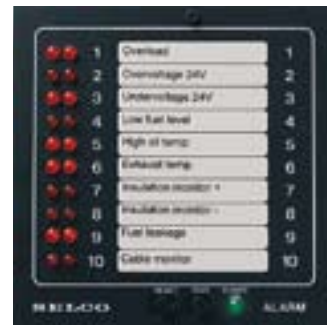 1 Overload 1
2 Overvoltage 24V 2
3 Undervoltage 24V 3
4 Low fuel level 4
5 High oil temp. 5
6 Exhaust temp. 6
7 Insulation monitor + 7
8 Insulation monitor - 8
9 Fuel leakage 9
10 Cable monitor 10
SELCO ALARM